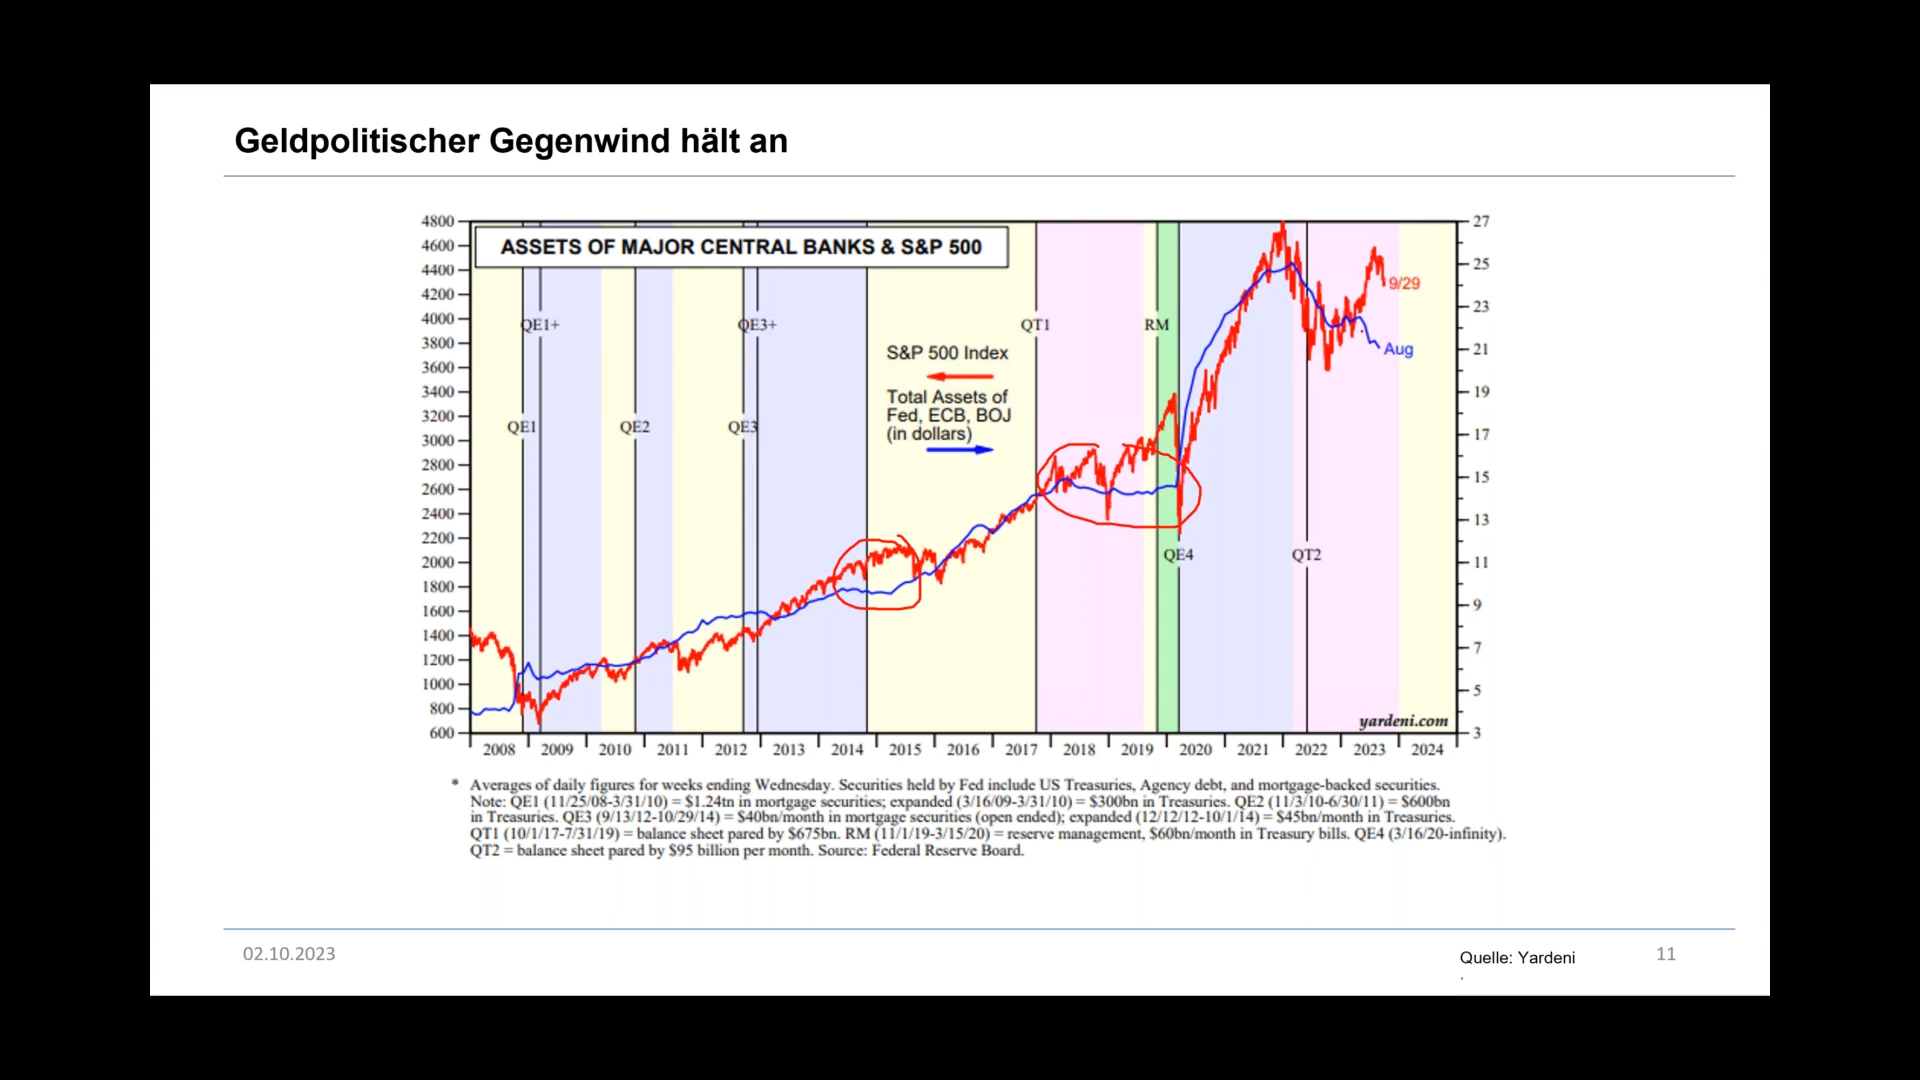 Geldpolitischer Gegenwind hält an
ASSETS OF MAJOR CENTRAL BANKS & S&P 500
4800
4600
4400
4200
4000
3800
3600
3400
3200
3000
2800
2600
2400
2200
2000
1800
1600
1400
1200
1000
800
600
27
25
23
21
19
17
15
13
11
9
7
5
3
QE1+
QE3+
QT1
RM
QE1
QE2
QE3
QE4
QT2
S&P 500 Index
Total Assets of
Fed, ECB, BOJ
(in dollars)
9/29
Aug
yardeni.com
2008 2009 2010 2011 2012 2013 2014 2015 2016 2017 2018 2019 2020 2021 2022 2023 2024
* Averages of daily figures for weeks ending Wednesday. Securities held by Fed include US Treasuries, Agency debt, and mortgage-backed securities.
Note: QE1 (11/25/08-3/31/10) = $1.24tn in mortgage securities; expanded (3/16/09-3/31/10) = $300bn in Treasuries. QE2 (11/3/10-6/30/11) = $600bn
in Treasuries. QE3 (9/13/12-10/29/14) = $40bn/month in mortgage securities (open ended); expanded (12/12/12-10/1/14) = $45bn/month in Treasuries.
QT1 (10/1/17-7/31/19) = balance sheet pared by $675bn. RM (11/1/19-3/15/20) = reserve management, $60bn/month in Treasury bills. QE4 (3/16/20-infinity).
QT2 = balance sheet pared by $95 billion per month. Source: Federal Reserve Board.
02.10.2023
Quelle: Yardeni
.
11